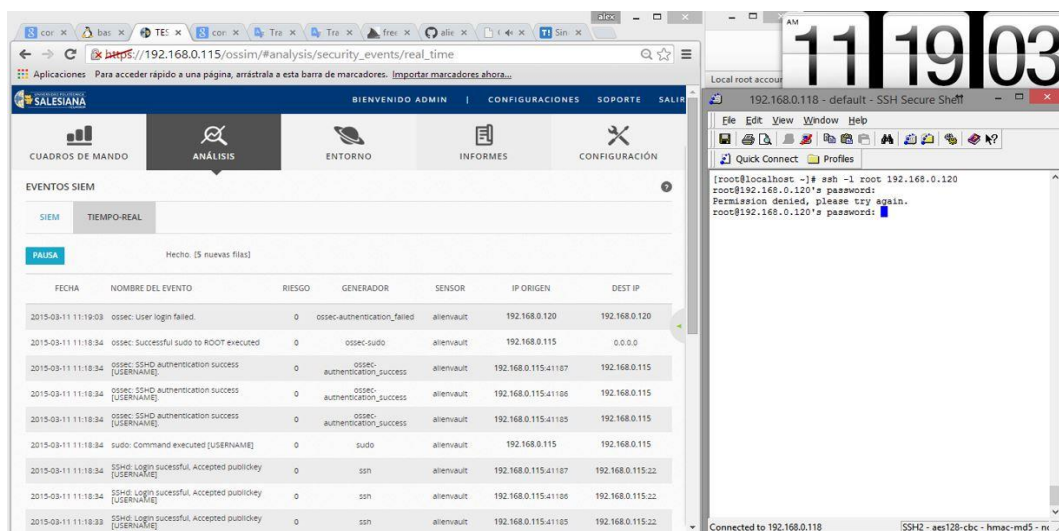 alex
cor
bas
TES
cor
Tra
Tra
free
alie
Sin
https://192.168.0.115/ossim/#analysis/security_events/real_time
Aplicaciones Para acceder rápido a una página, arrástrala a esta barra de marcadores. Importar marcadores ahora...
SALESIANA
BIENVENIDO ADMIN | CONFIGURACIONES SOPORTE SALIR
CUADROS DE MANDO ANÁLISIS ENTORNO INFORMES CONFIGURACIÓN
EVENTOS SIEM
SIEM TIEMPO-REAL
PAUSA Hecho. [5 nuevas filas]
FECHA NOMBRE DEL EVENTO RIESGO GENERADOR SENSOR IP ORIGEN DEST IP
2015-03-11 11:19:03 ossec: User login failed. 0 ossec-authentication_failed alienvault 192.168.0.120 192.168.0.120
2015-03-11 11:18:34 ossec: Successful sudo to ROOT executed 0 ossec-sudo alienvault 192.168.0.115 0.0.0.0
2015-03-11 11:18:34 ossec: SSHD authentication success [USERNAME]. 0 ossec-authentication_success alienvault 192.168.0.115:41187 192.168.0.115
2015-03-11 11:18:34 ossec: SSHD authentication success [USERNAME]. 0 ossec-authentication_success alienvault 192.168.0.115:41186 192.168.0.115
2015-03-11 11:18:34 ossec: SSHD authentication success [USERNAME]. 0 ossec-authentication_success alienvault 192.168.0.115:41185 192.168.0.115
2015-03-11 11:18:34 sudo: Command executed [USERNAME] 0 sudo alienvault 192.168.0.115 192.168.0.115
2015-03-11 11:18:34 SSHd: Login sucessful, Accepted publickey [USERNAME] 0 ssh alienvault 192.168.0.115:41187 192.168.0.115:22
2015-03-11 11:18:34 SSHd: Login sucessful, Accepted publickey [USERNAME] 0 ssh alienvault 192.168.0.115:41186 192.168.0.115:22
2015-03-11 11:18:33 SSHd: Login sucessful, Accepted publickey [USERNAME] 0 ssh alienvault 192.168.0.115:41185 192.168.0.115:22
AM
11 19 03
Local root accour
192.168.0.118 - default - SSH Secure Shell
File Edit View Window Help
Quick Connect Profiles
[root@localhost ~]# ssh -l root 192.168.0.120
root@192.168.0.120's password:
Permission denied, please try again.
root@192.168.0.120's password:
Connected to 192.168.0.118 SSH2 - aes128-cbc - hmac-md5 - nc